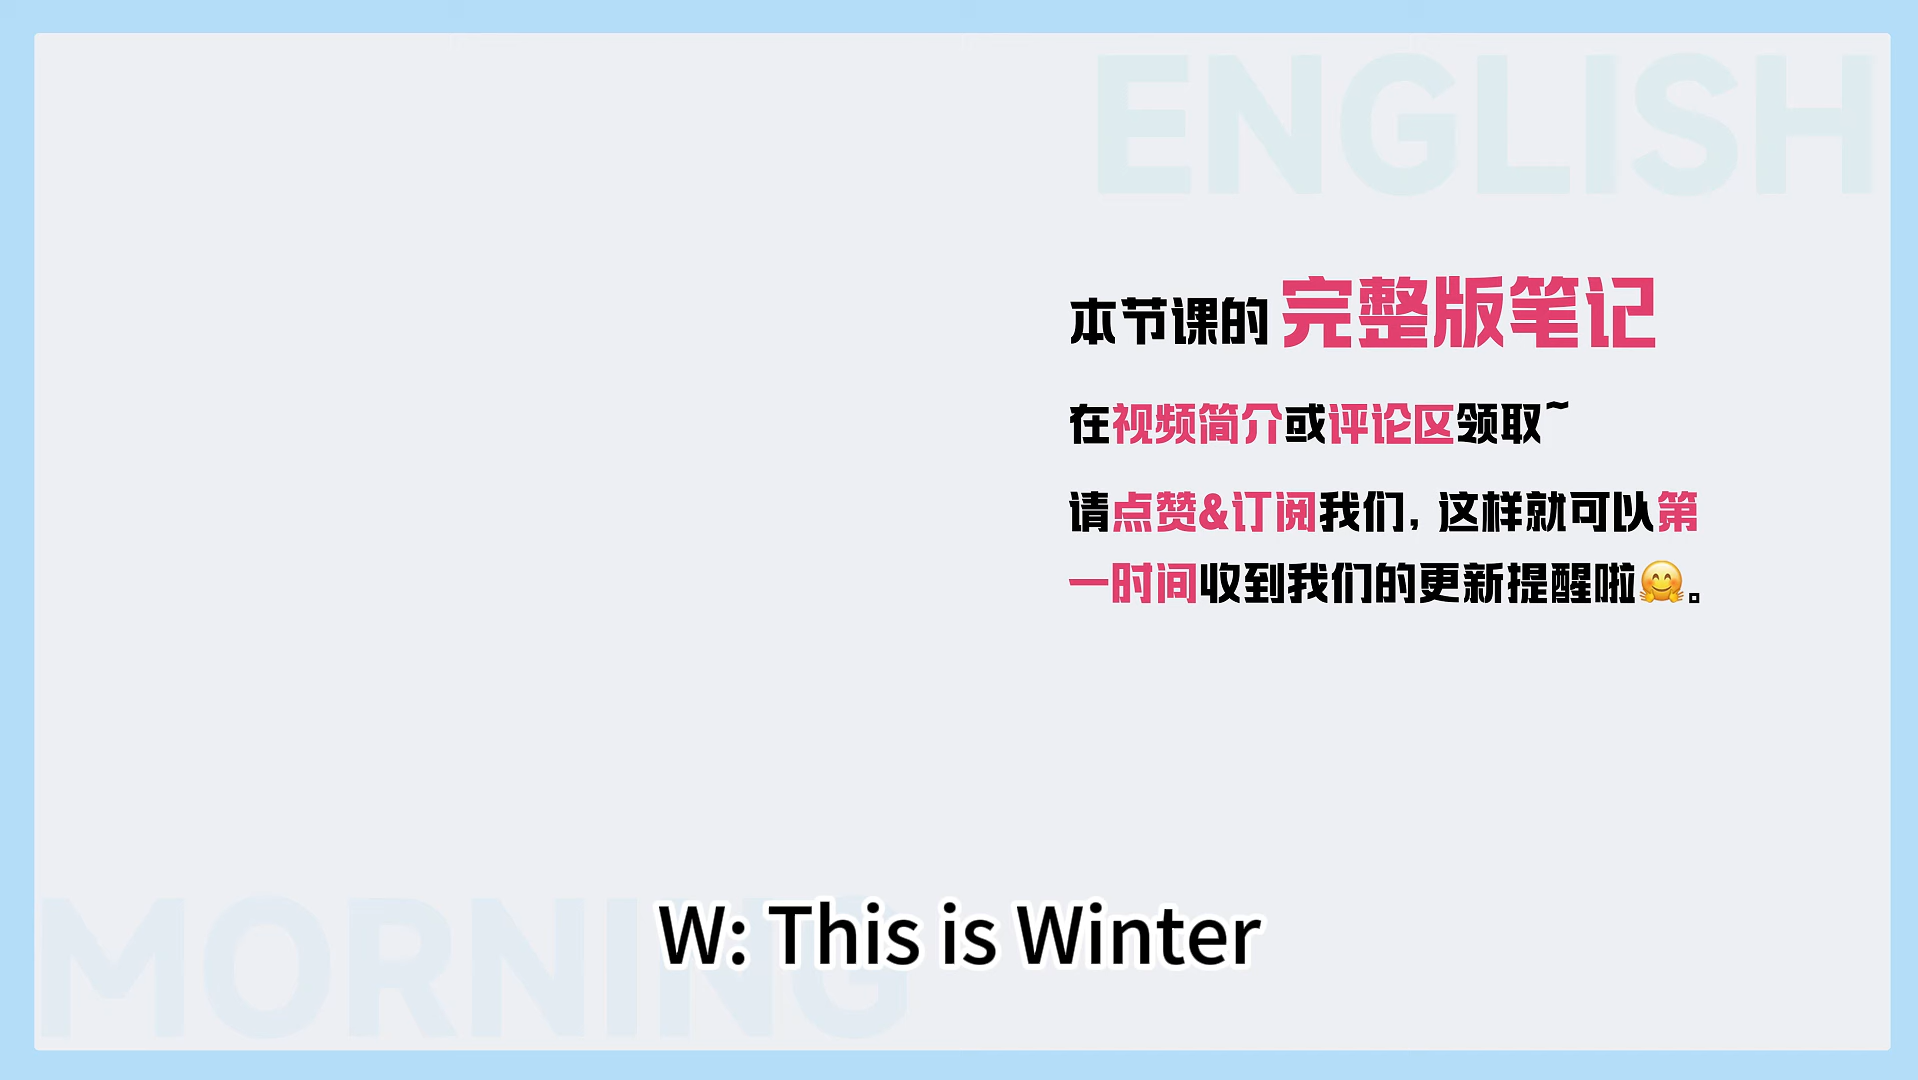 ENGLISH
本节课的 完整版笔记
在视频简介或评论区领取~
请点赞&订阅我们，这样就可以第
一时间收到我们的更新提醒啦🤗。
MORNING
W: This is Winter